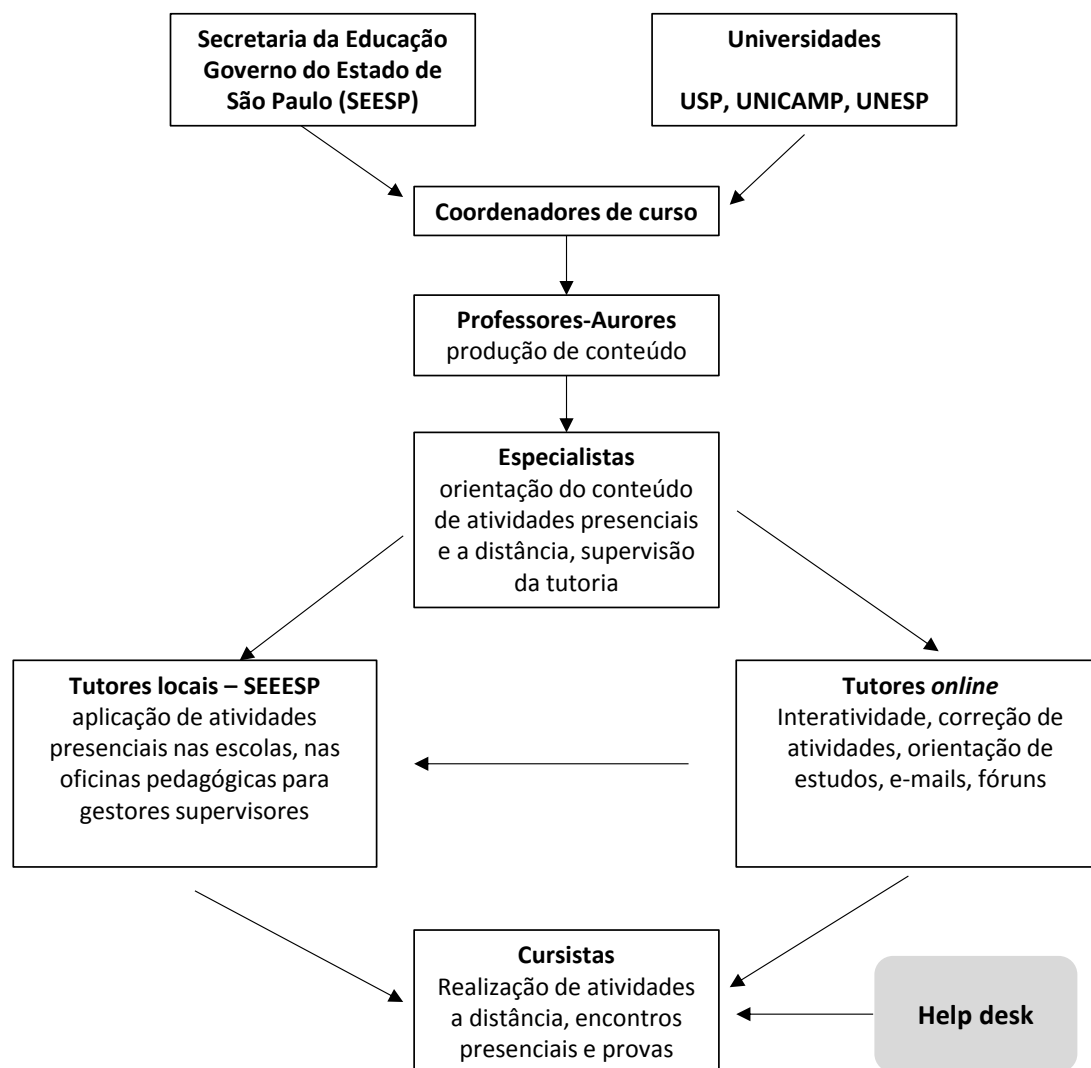 Secretaria da Educação
Governo do Estado de
São Paulo (SEESP)
Universidades
USP, UNICAMP, UNESP
Coordenadores de curso
Professores-Aurores
produção de conteúdo
Especialistas
orientação do conteúdo
de atividades presenciais
e a distância, supervisão
da tutoria
Tutores locais – SEEESP
aplicação de atividades
presenciais nas escolas, nas
oficinas pedagógicas para
gestores supervisores
Tutores online
Interatividade, correção de
atividades, orientação de
estudos, e-mails, fóruns
Cursistas
Realização de atividades
a distância, encontros
presenciais e provas
Help desk